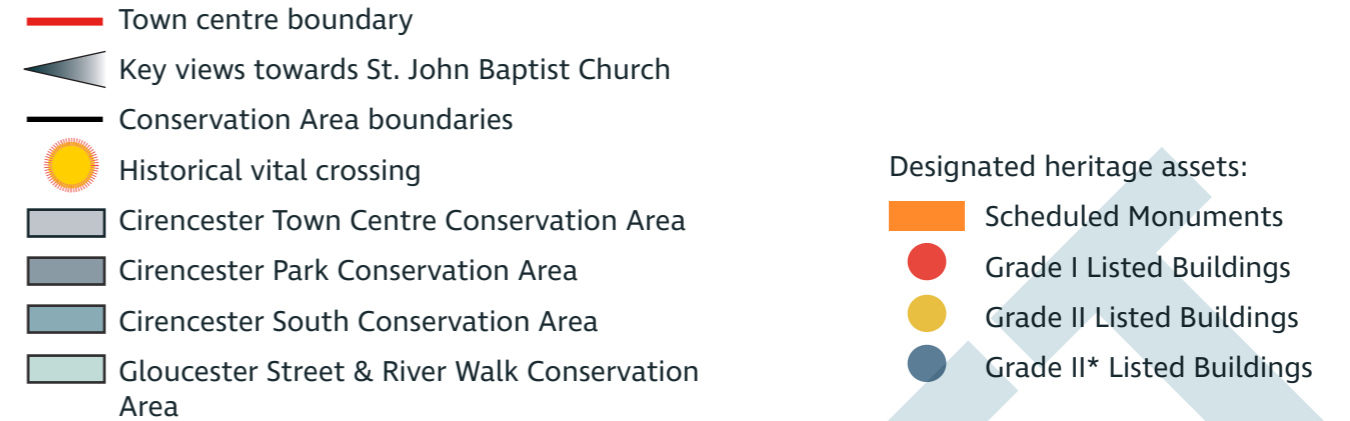 Town centre boundary
Key views towards St. John Baptist Church
Conservation Area boundaries
Historical vital crossing
Cirencester Town Centre Conservation Area
Cirencester Park Conservation Area
Cirencester South Conservation Area
Gloucester Street & River Walk Conservation
Area
Designated heritage assets:
Scheduled Monuments
Grade I Listed Buildings
Grade II Listed Buildings
Grade II* Listed Buildings